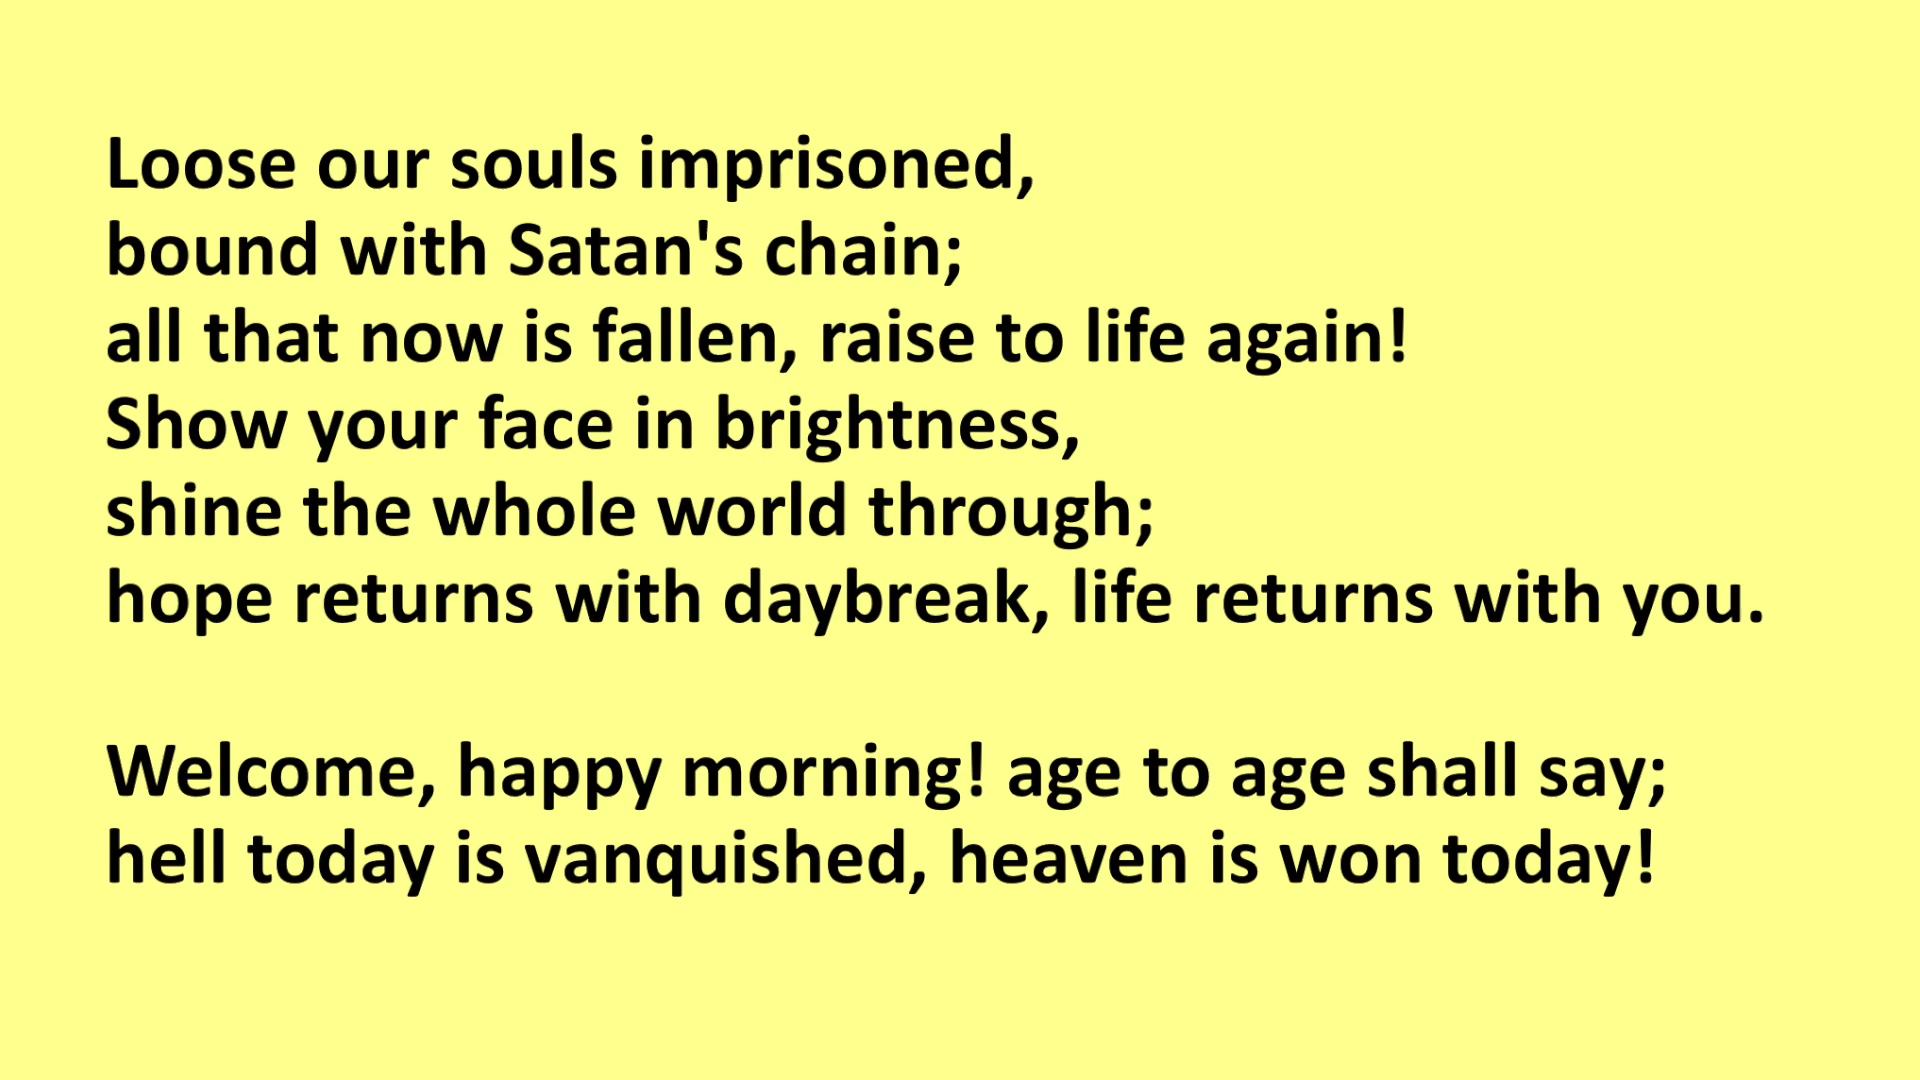 Loose our souls imprisoned,
bound with Satan's chain;
all that now is fallen, raise to life again!
Show your face in brightness,
shine the whole world through;
hope returns with daybreak, life returns with you.
Welcome, happy morning! age to age shall say;
hell today is vanquished, heaven is won today!